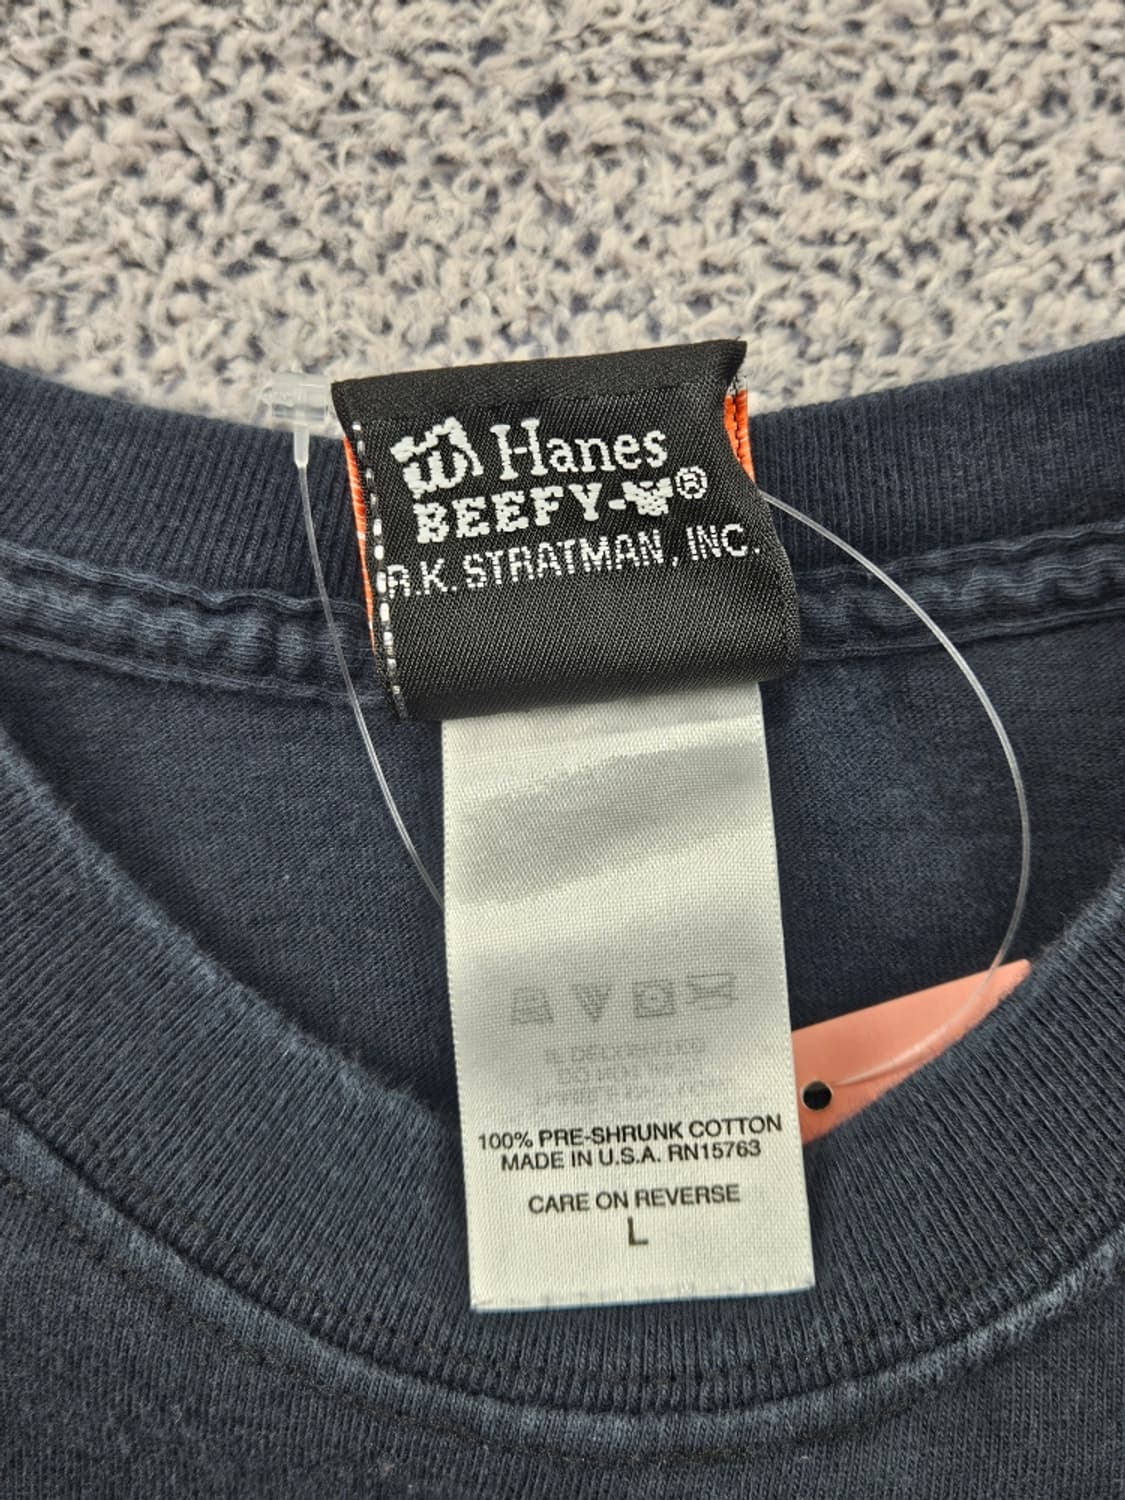 Hanes
BEEFY-T®
R.K. STRATMAN, INC.
100% PRE-SHRUNK COTTON
MADE IN U.S.A. RN15763
CARE ON REVERSE
L